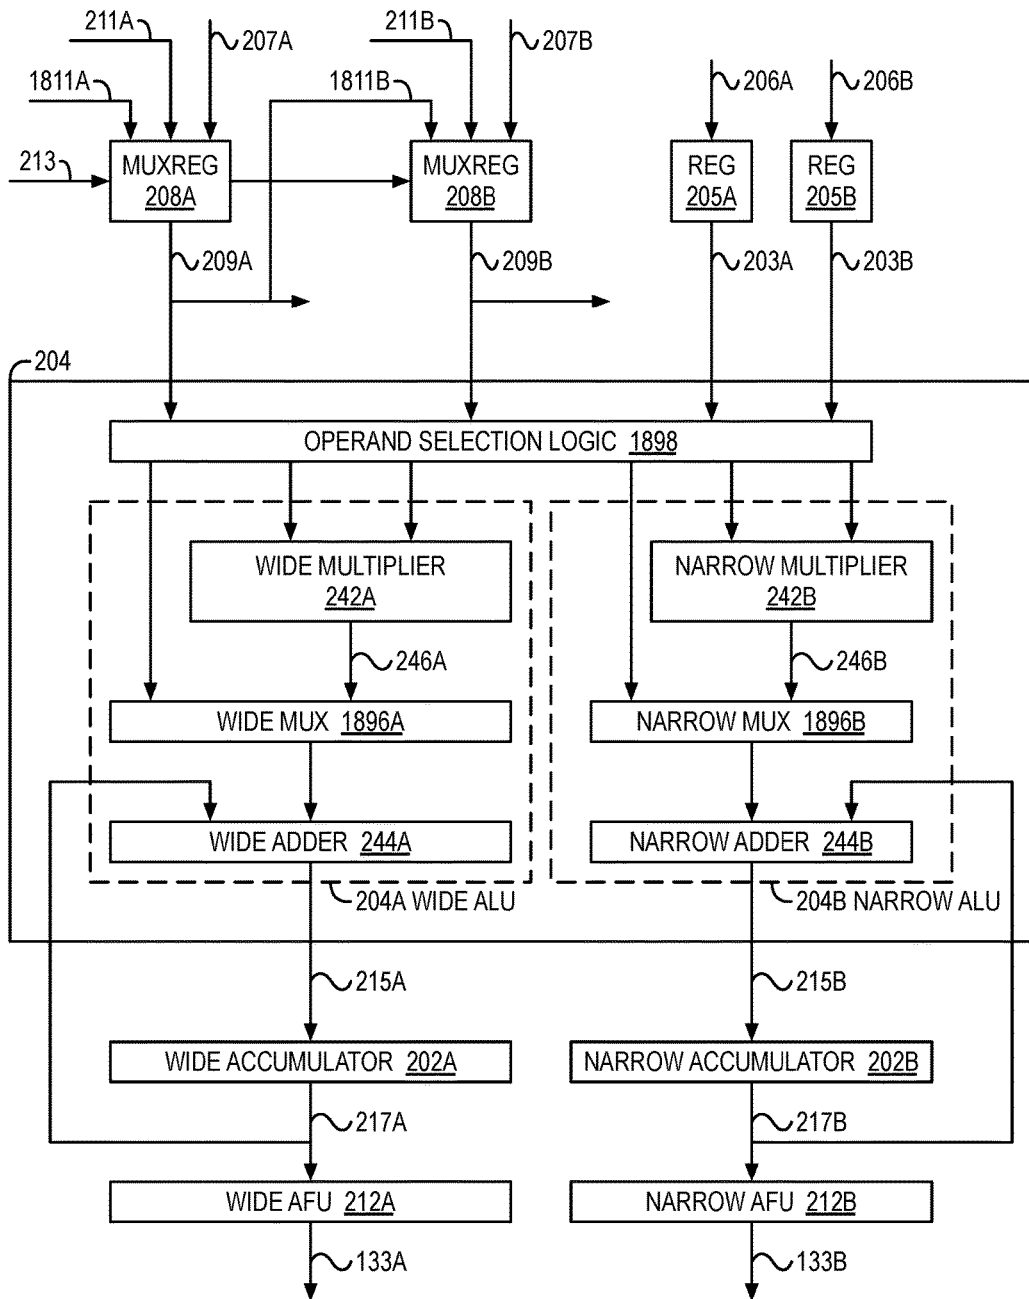 211A
207A
211B
207B
1811A
1811B
206A
206B
213
MUXREG
208A
MUXREG
208B
REG
205A
REG
205B
209A
209B
203A
203B
204
OPERAND SELECTION LOGIC 1898
WIDE MULTIPLIER
242A
NARROW MULTIPLIER
242B
246A
246B
WIDE MUX 1896A
NARROW MUX 1896B
WIDE ADDER 244A
NARROW ADDER 244B
204A WIDE ALU
204B NARROW ALU
215A
215B
WIDE ACCUMULATOR 202A
NARROW ACCUMULATOR 202B
217A
217B
WIDE AFU 212A
NARROW AFU 212B
133A
133B